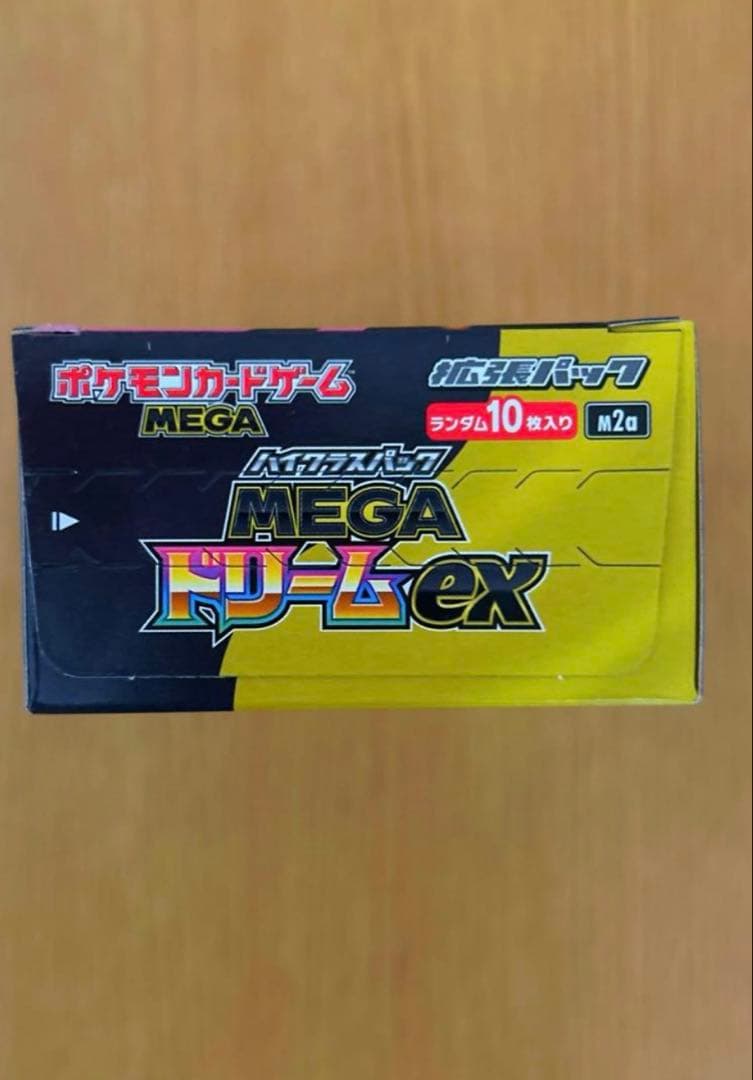 ポケモンカードゲーム
MEGA
拡張パック
ランダム10枚入り
M2a
ハイクラスパック
MEGA
ドリームex